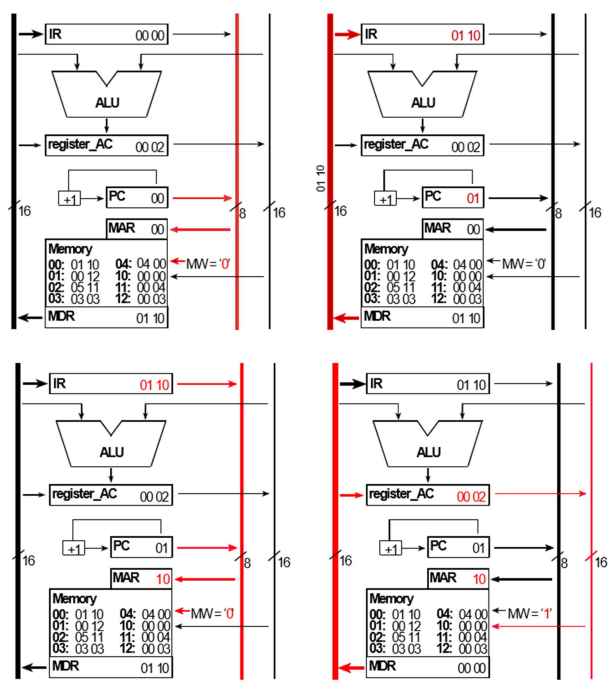 IR 00 00
ALU
register_AC 00 02
+1 PC 00
16 8 16
MAR 00
Memory
00: 01 10 04: 04 00 MW = '0'
01: 00 12 10: 00 00
02: 05 11 11: 00 04
03: 03 03 12: 00 03
MDR 01 10
IR 01 10
ALU
register_AC 00 02
01 10
+1 PC 01
16 8 16
MAR 00
Memory
00: 01 10 04: 04 00 MW = '0'
01: 00 12 10: 00 00
02: 05 11 11: 00 04
03: 03 03 12: 00 03
MDR 01 10
IR 01 10
ALU
register_AC 00 02
+1 PC 01
16 8 16
MAR 10
Memory
00: 01 10 04: 04 00 MW = '0'
01: 00 12 10: 00 00
02: 05 11 11: 00 04
03: 03 03 12: 00 03
MDR 01 10
IR 01 10
ALU
register_AC 00 02
+1 PC 01
16 8 16
MAR 10
Memory
00: 01 10 04: 04 00 MW = '1'
01: 00 12 10: 00 00
02: 05 11 11: 00 04
03: 03 03 12: 00 03
MDR 00 00